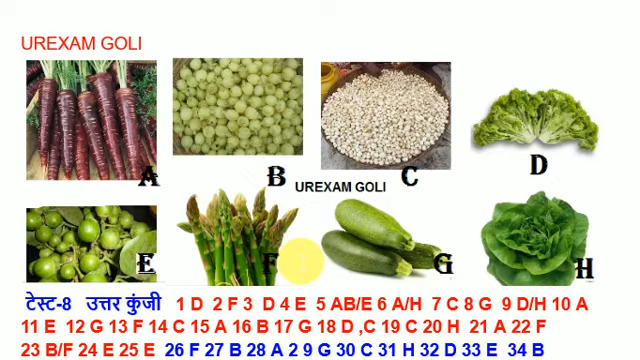 UREXAM GOLI
A
B
C
D
UREXAM GOLI
E
F
G
H
टेस्ट-8 उत्तर कुंजी 1 D 2 F 3 D 4 E 5 AB/E 6 A/H 7 C 8 G 9 D/H 10 A
11 E 12 G 13 F 14 C 15 A 16 B 17 G 18 D ,C 19 C 20 H 21 A 22 F
23 B/F 24 E 25 E 26 F 27 B 28 A 2 9 G 30 C 31 H 32 D 33 E 34 B